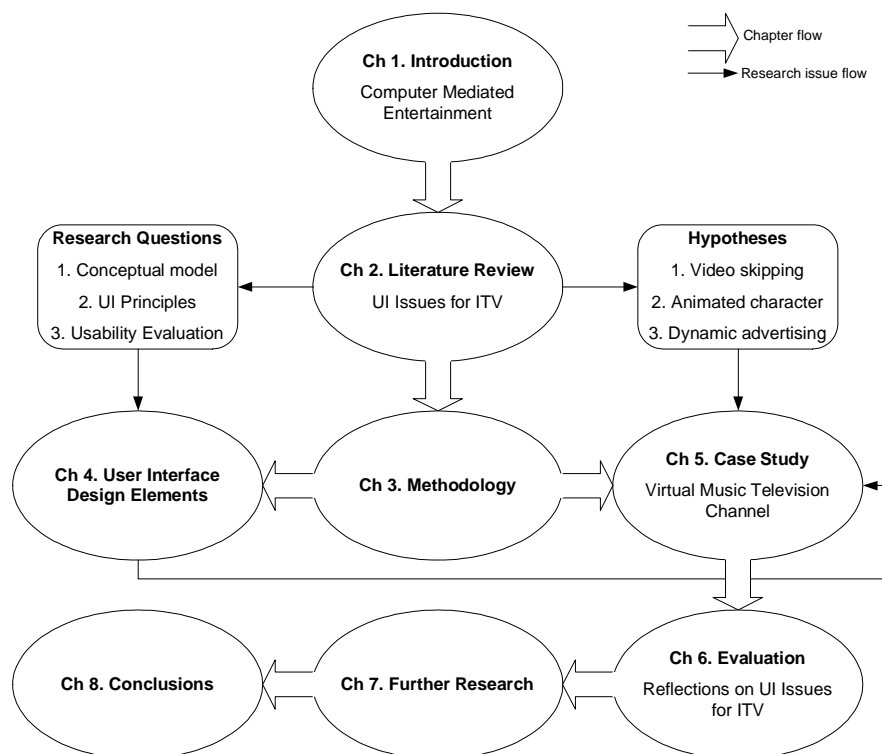 Ch 1. Introduction
Computer Mediated
Entertainment
Chapter flow
Research issue flow
Research Questions
1. Conceptual model
2. UI Principles
3. Usability Evaluation
Ch 2. Literature Review
UI Issues for ITV
Hypotheses
1. Video skipping
2. Animated character
3. Dynamic advertising
Ch 4. User Interface
Design Elements
Ch 3. Methodology
Ch 5. Case Study
Virtual Music Television
Channel
Ch 8. Conclusions
Ch 7. Further Research
Ch 6. Evaluation
Reflections on UI Issues
for ITV